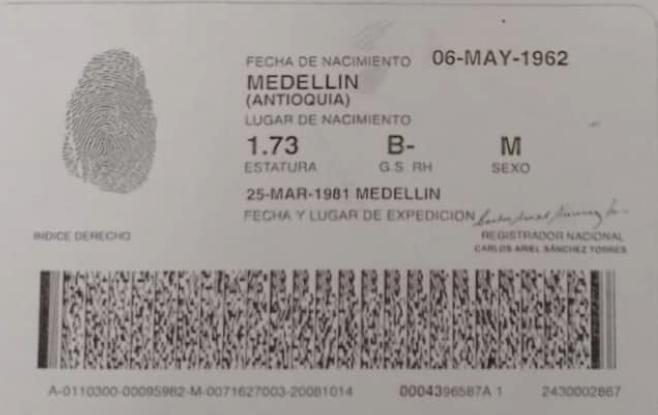 FECHA DE NACIMIENTO 06-MAY-1962
MEDELLIN
(ANTIOQUIA)
LUGAR DE NACIMIENTO
1.73 B- M
ESTATURA G.S. RH SEXO
25-MAR-1981 MEDELLIN
FECHA Y LUGAR DE EXPEDICION
INDICE DERECHO
REGISTRADOR NACIONAL
CARLOS ARIEL SÁNCHEZ TORRES
A-0110300-00095982-M-0071627003-20081014 0004396587A 1 2430002867